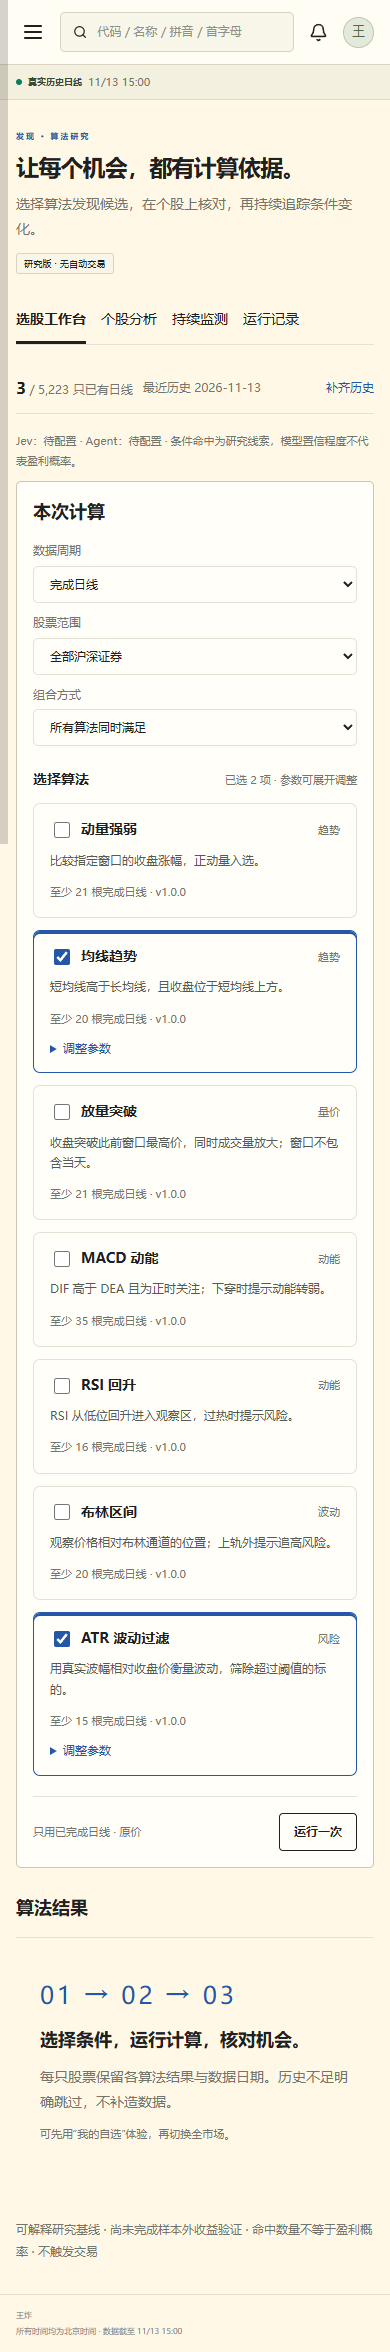 代码 / 名称 / 拼音 / 首字母
王
真实历史日线 11/13 15:00
发现 · 算法研究
让每个机会，都有计算依据。
选择算法发现候选，在个股上核对，再持续追踪条件变
化。
研究版 · 无自动交易
选股工作台 个股分析 持续监测 运行记录
3 / 5,223 只已有日线 最近历史 2026-11-13 补齐历史
Jev：待配置 · Agent：待配置 · 条件命中为研究线索，模型置信程度不代
表盈利概率。
本次计算
数据周期
完成日线
股票范围
全部沪深证券
组合方式
所有算法同时满足
选择算法 已选 2 项 · 参数可展开调整
动量强弱 趋势
比较指定窗口的收盘涨幅，正动量入选。
至少 21 根完成日线 · v1.0.0
均线趋势 趋势
短均线高于长均线，且收盘位于短均线上方。
至少 20 根完成日线 · v1.0.0
调整参数
放量突破 量价
收盘突破此前窗口最高价，同时成交量放大；窗口不包
含当天。
至少 21 根完成日线 · v1.0.0
MACD 动能 动能
DIF 高于 DEA 且为正时关注；下穿时提示动能转弱。
至少 35 根完成日线 · v1.0.0
RSI 回升 动能
RSI 从低位回升进入观察区，过热时提示风险。
至少 16 根完成日线 · v1.0.0
布林区间 波动
观察价格相对布林通道的位置；上轨外提示追高风险。
至少 20 根完成日线 · v1.0.0
ATR 波动过滤 风险
用真实波幅相对收盘价衡量波动，筛除超过阈值的标
的。
至少 15 根完成日线 · v1.0.0
调整参数
只用已完成日线 · 原价 运行一次
算法结果
01 → 02 → 03
选择条件，运行计算，核对机会。
每只股票保留各算法结果与数据日期。历史不足明
确跳过，不补造数据。
可先用“我的自选”体验，再切换全市场。
可解释研究基线 · 尚未完成样本外收益验证 · 命中数量不等于盈利概
率 · 不触发交易
王炸
所有时间均为北京时间 · 数据截至 11/13 15:00